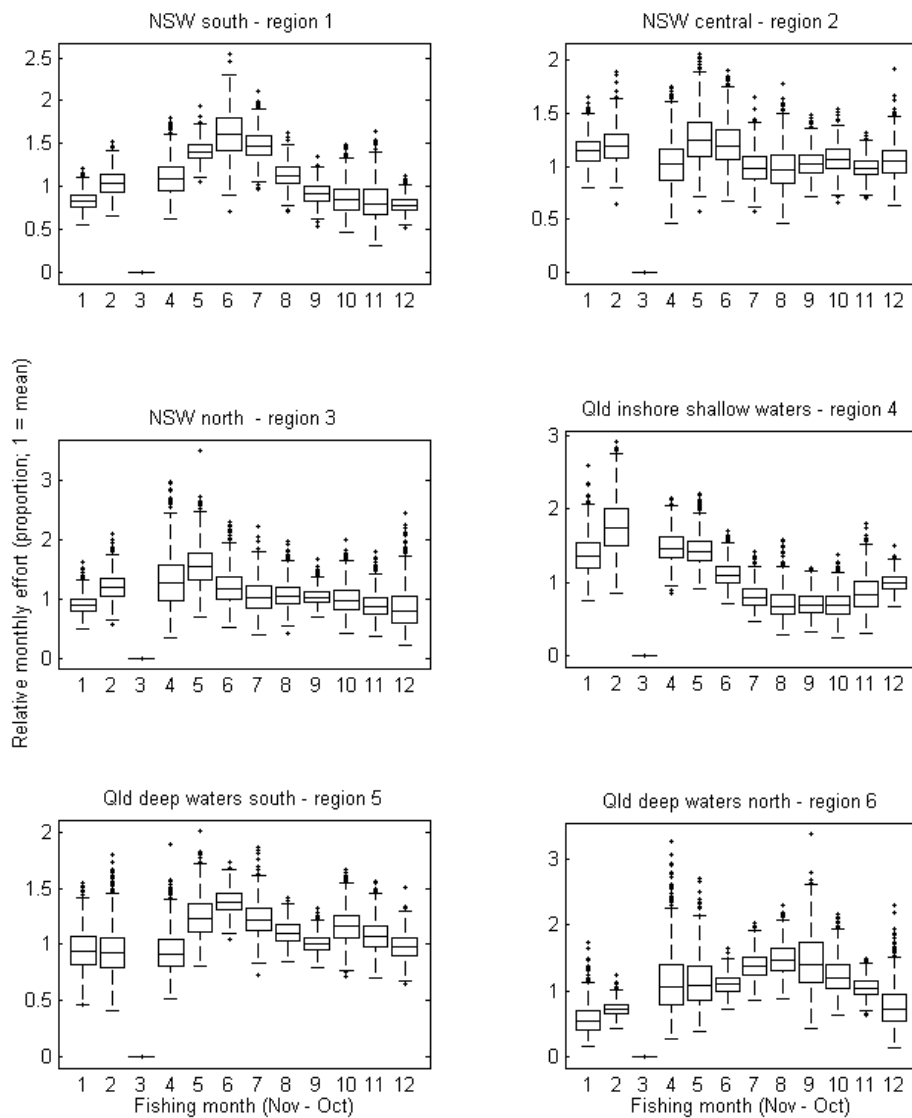 NSW south - region 1
2.5
2
1.5
1
0.5
0
1 2 3 4 5 6 7 8 9 10 11 12
NSW central - region 2
2
1.5
1
0.5
0
1 2 3 4 5 6 7 8 9 10 11 12
Relative monthly effort (proportion; 1 = mean)
NSW north - region 3
3
2
1
0
1 2 3 4 5 6 7 8 9 10 11 12
Qld inshore shallow waters - region 4
3
2
1
0
1 2 3 4 5 6 7 8 9 10 11 12
Qld deep waters south - region 5
2
1.5
1
0.5
0
1 2 3 4 5 6 7 8 9 10 11 12
Fishing month (Nov - Oct)
Qld deep waters north - region 6
3
2
1
0
1 2 3 4 5 6 7 8 9 10 11 12
Fishing month (Nov - Oct)